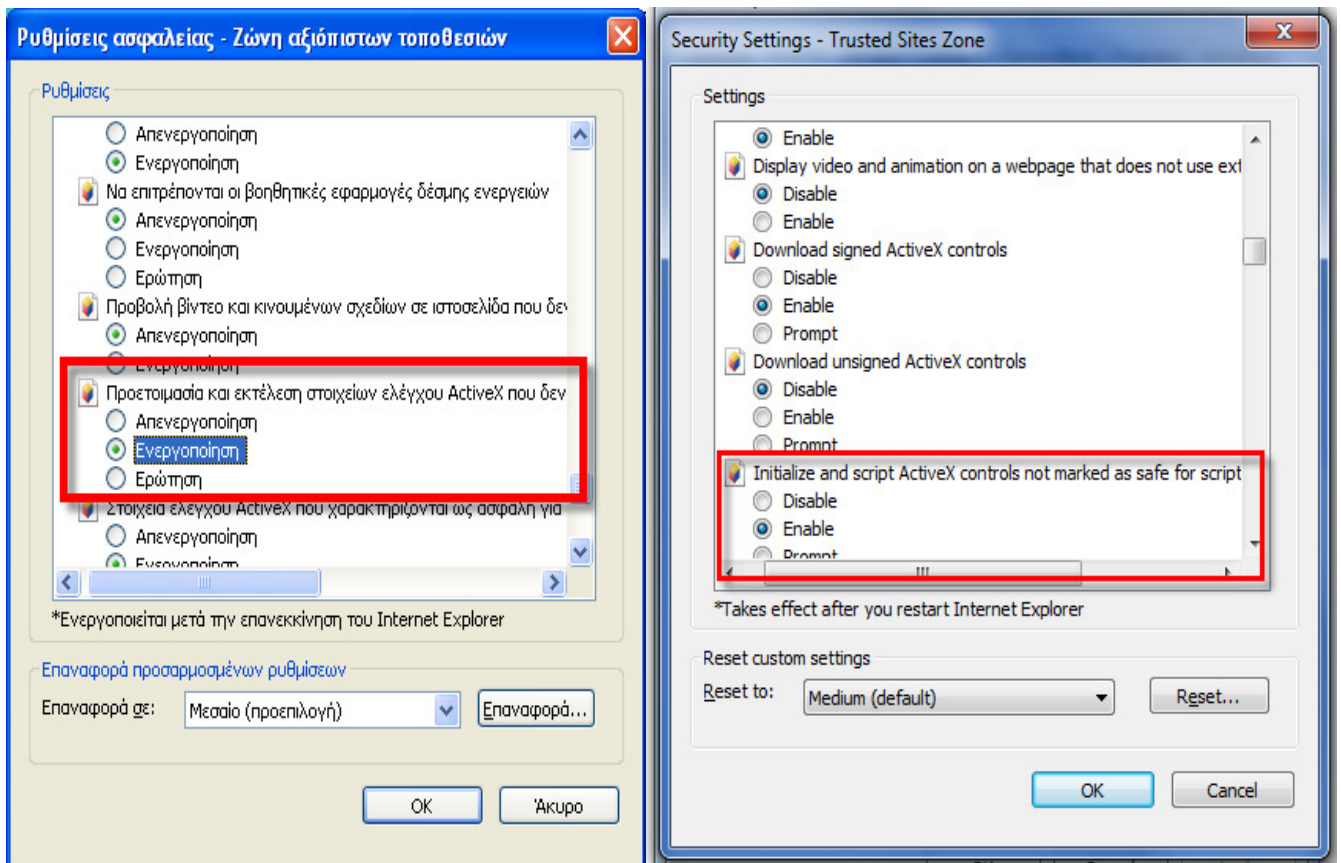 Ρυθμίσεις ασφαλείας - Ζώνη αξιόπιστων τοποθεσιών
Ρυθμίσεις
Απενεργοποίηση
Ενεργοποίηση
Να επιτρέπονται οι βοηθητικές εφαρμογές δέσμης ενεργειών
Απενεργοποίηση
Ενεργοποίηση
Ερώτηση
Προβολή βίντεο και κινουμένων σχεδίων σε ιστοσελίδα που δεν
Απενεργοποίηση
Ενεργοποίηση
Προετοιμασία και εκτέλεση στοιχείων ελέγχου ActiveX που δεν
Απενεργοποίηση
Ενεργοποίηση
Ερώτηση
Στοιχεία ελέγχου ActiveX που χαρακτηρίζονται ως ασφαλή για
Απενεργοποίηση
Ενεργοποίηση
*Ενεργοποιείται μετά την επανεκκίνηση του Internet Explorer
Επαναφορά προσαρμοσμένων ρυθμίσεων
Επαναφορά σε: Μεσαίο (προεπιλογή) Επαναφορά...
OK Άκυρο
Security Settings - Trusted Sites Zone
Settings
Enable
Display video and animation on a webpage that does not use ext
Disable
Enable
Download signed ActiveX controls
Disable
Enable
Prompt
Download unsigned ActiveX controls
Disable
Enable
Prompt
Initialize and script ActiveX controls not marked as safe for script
Disable
Enable
Prompt
*Takes effect after you restart Internet Explorer
Reset custom settings
Reset to: Medium (default) Reset...
OK Cancel